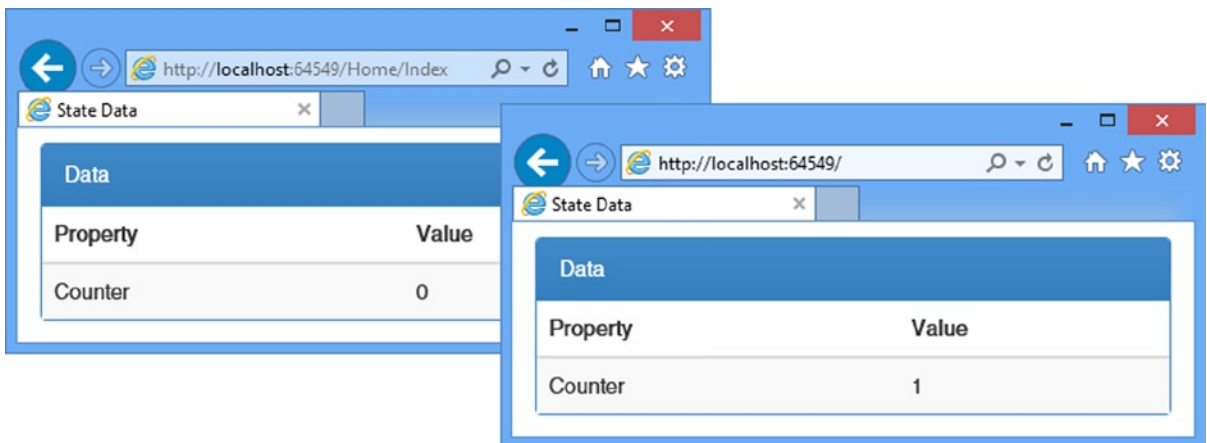 http://localhost:64549/Home/Index
State Data
Data
Property Value
Counter 0
http://localhost:64549/
State Data
Data
Property Value
Counter 1